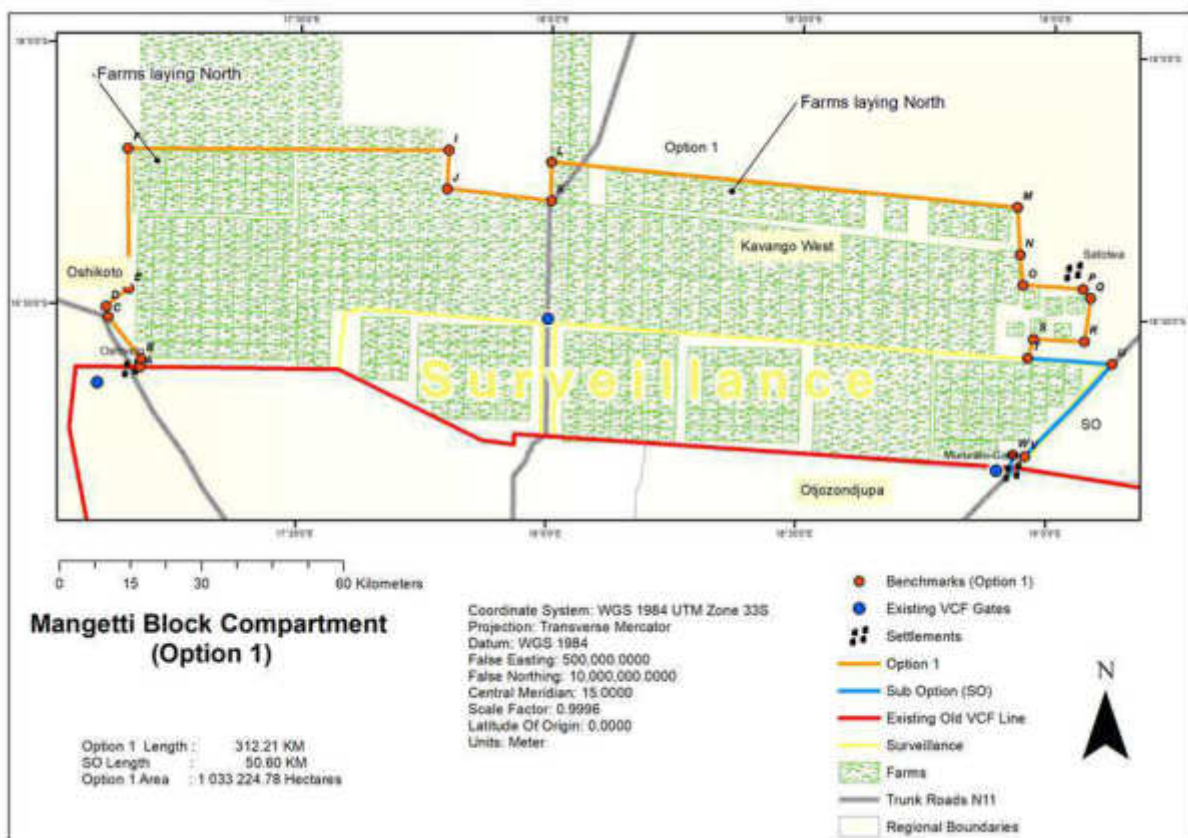 Farms laying North
Farms laying North
Option 1
F
I
J
L
M
N
O
P
Q
R
S
T
U
V
W
B
C
D
E
Kavango West
Oshikoto
Surveillance
SO
Otjozondjupa
0 15 30 60 Kilometers
Mangetti Block Compartment
(Option 1)
Option 1 Length : 312.21 KM
SO Length : 50.60 KM
Option 1 Area : 1 033 224.78 Hectares
Coordinate System: WGS 1984 UTM Zone 33S
Projection: Transverse Mercator
Datum: WGS 1984
False Easting: 500,000.0000
False Northing: 10,000,000.0000
Central Meridian: 15.0000
Scale Factor: 0.9996
Latitude Of Origin: 0.0000
Units: Meter
Benchmarks (Option 1)
Existing VCF Gates
Settlements
Option 1
Sub Option (SO)
Existing Old VCF Line
Surveillance
Farms
Trunk Roads N11
Regional Boundaries
N